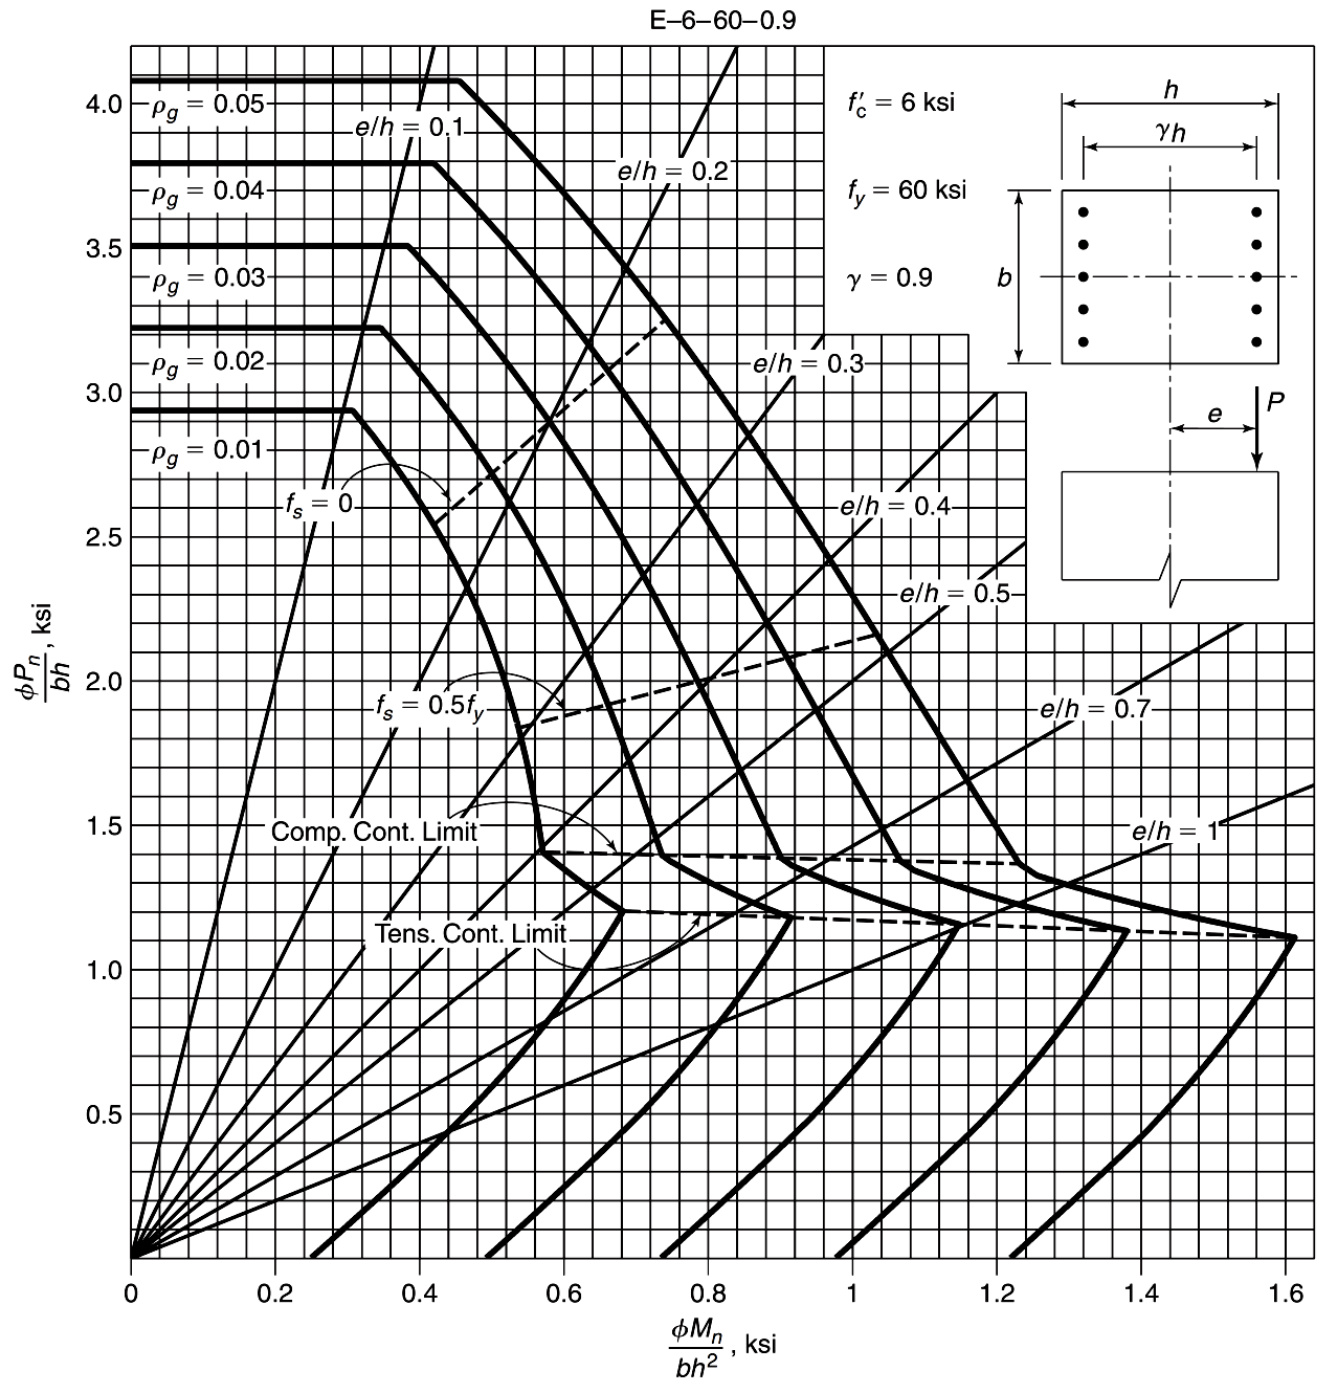 E–6–60–0.9
4.0
3.5
3.0
2.5
2.0
1.5
1.0
0.5
ϕPn/bh , ksi
ρg = 0.05
ρg = 0.04
ρg = 0.03
ρg = 0.02
ρg = 0.01
e/h = 0.1
e/h = 0.2
e/h = 0.3
e/h = 0.4
e/h = 0.5
e/h = 0.7
e/h = 1
fs = 0
fs = 0.5fy
Comp. Cont. Limit
Tens. Cont. Limit
f′c = 6 ksi
fy = 60 ksi
γ = 0.9
h
γh
b
e
P
0 0.2 0.4 0.6 0.8 1 1.2 1.4 1.6
ϕMn/bh² , ksi